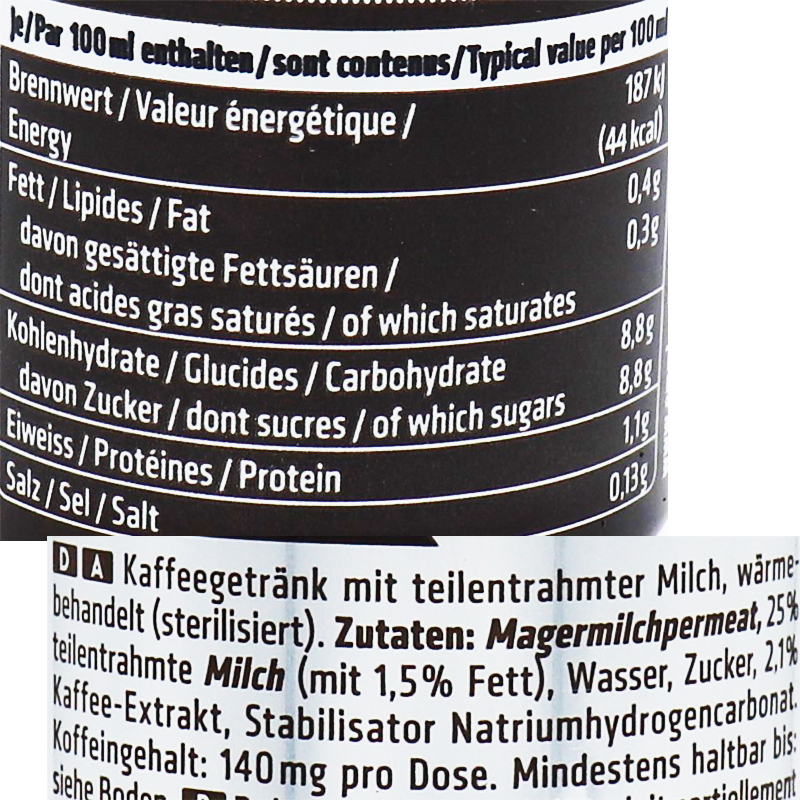 Je/Par 100 ml enthalten/sont contenus/Typical value per 100 ml
Brennwert / Valeur énergétique / 187 kJ
Energy (44 kcal)
Fett / Lipides / Fat 0,4g
davon gesättigte Fettsäuren / 0,3g
dont acides gras saturés / of which saturates
Kohlenhydrate / Glucides / Carbohydrate 8,8g
davon Zucker / dont sucres / of which sugars 8,8g
Eiweiss / Protéines / Protein 1,1g
Salz / Sel / Salt 0,13g
D A Kaffeegetränk mit teilentrahmter Milch, wärme-
behandelt (sterilisiert). Zutaten: Magermilchpermeat, 25%
teilentrahmte Milch (mit 1,5% Fett), Wasser, Zucker, 2,1%
Kaffee-Extrakt, Stabilisator Natriumhydrogencarbonat.
Koffeingehalt: 140 mg pro Dose. Mindestens haltbar bis:
siehe Boden.